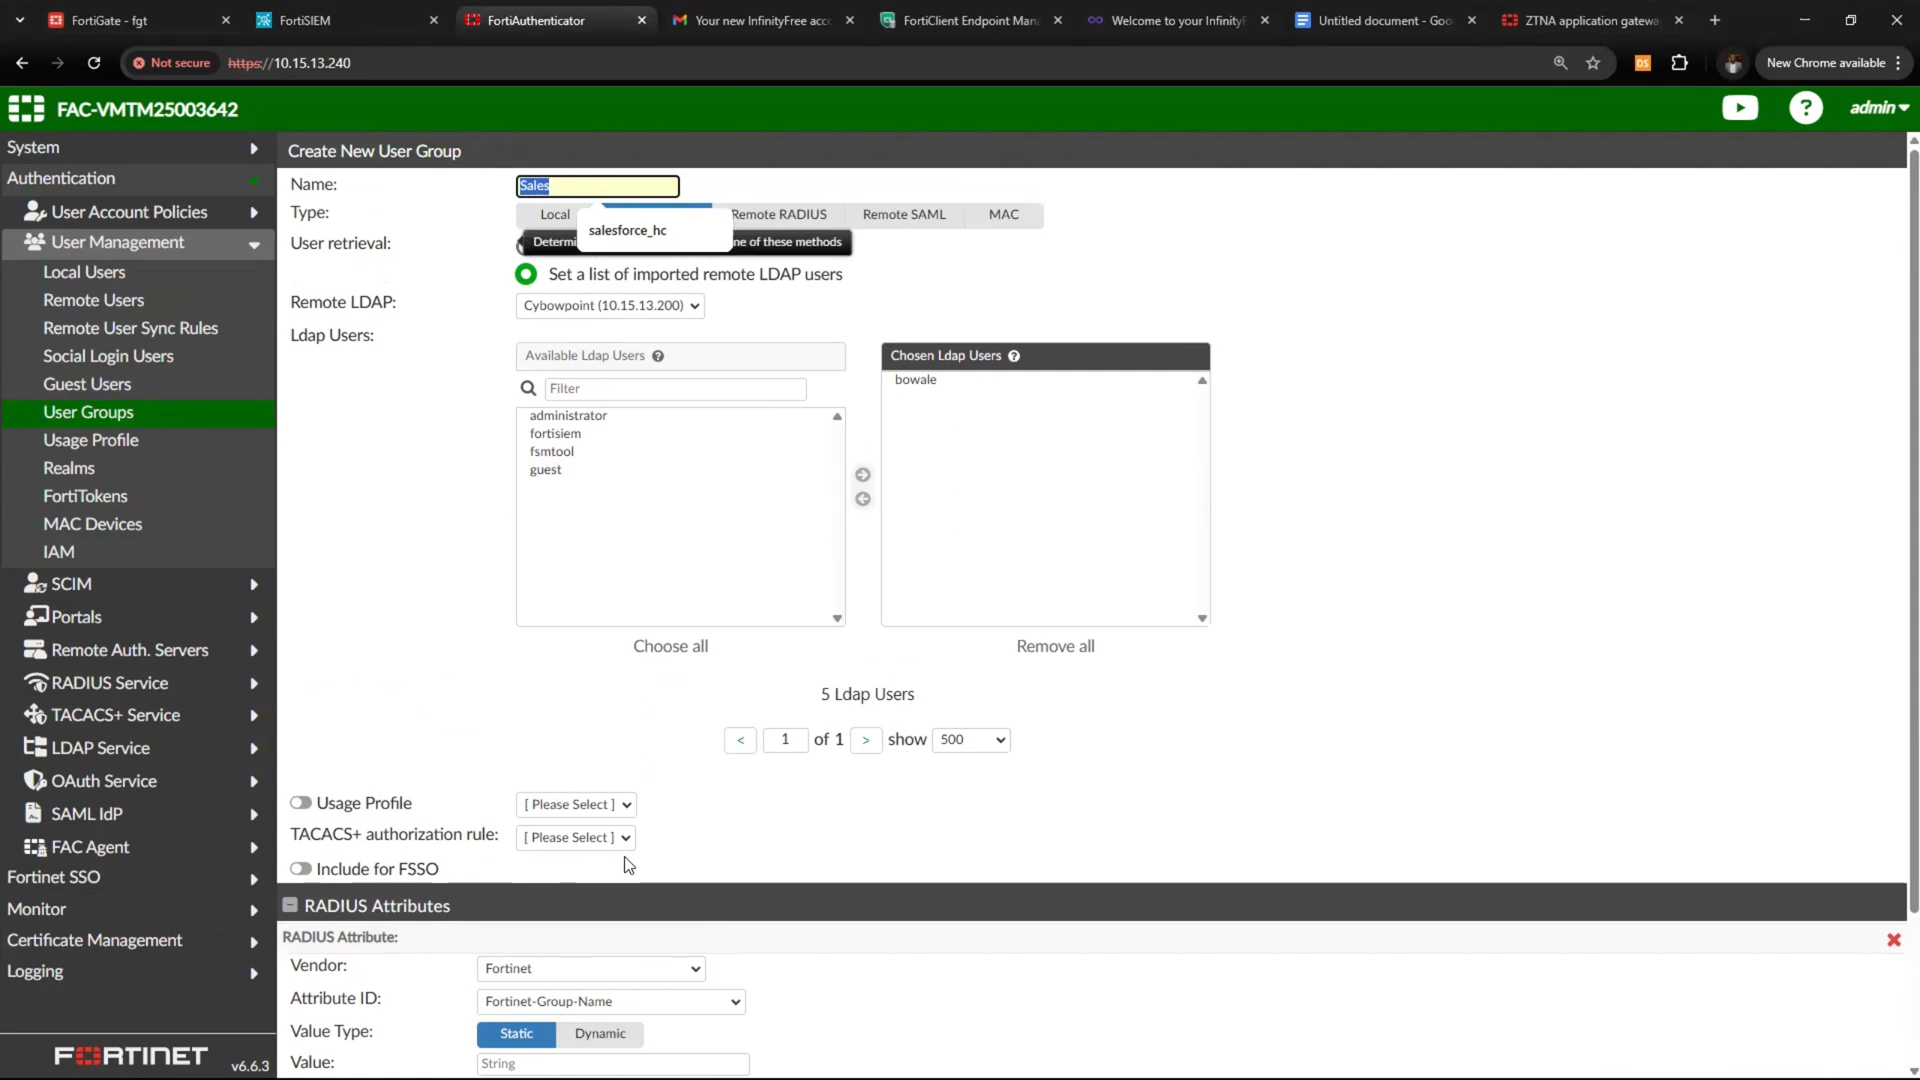 FortiGate - fgt
FortiSIEM
FortiAuthenticator
Your new InfinityFree acc
FortiClient Endpoint Mana
Welcome to your InfinityF
Untitled document - Goo
ZTNA application gatewa
Not secure https://10.15.13.240
DS
New Chrome available
FAC-VMTM25003642
admin
System
Authentication
User Account Policies
User Management
Local Users
Remote Users
Remote User Sync Rules
Social Login Users
Guest Users
User Groups
Usage Profile
Realms
FortiTokens
MAC Devices
IAM
SCIM
Portals
Remote Auth. Servers
RADIUS Service
TACACS+ Service
LDAP Service
OAuth Service
SAML IdP
FAC Agent
Fortinet SSO
Monitor
Certificate Management
Logging
FORTINET v6.6.3
Create New User Group
Name: Sales
Type: Local Remote RADIUS Remote SAML MAC
salesforce_hc
User retrieval: Determi ne of these methods
Set a list of imported remote LDAP users
Remote LDAP: Cybowpoint (10.15.13.200)
Ldap Users:
Available Ldap Users ?
Filter
administrator
fortisiem
fsmtool
guest
Choose all
Chosen Ldap Users ?
bowale
Remove all
5 Ldap Users
< 1 of 1 > show 500
Usage Profile [ Please Select ]
TACACS+ authorization rule: [ Please Select ]
Include for FSSO
RADIUS Attributes
RADIUS Attribute:
Vendor: Fortinet
Attribute ID: Fortinet-Group-Name
Value Type: Static Dynamic
Value: String